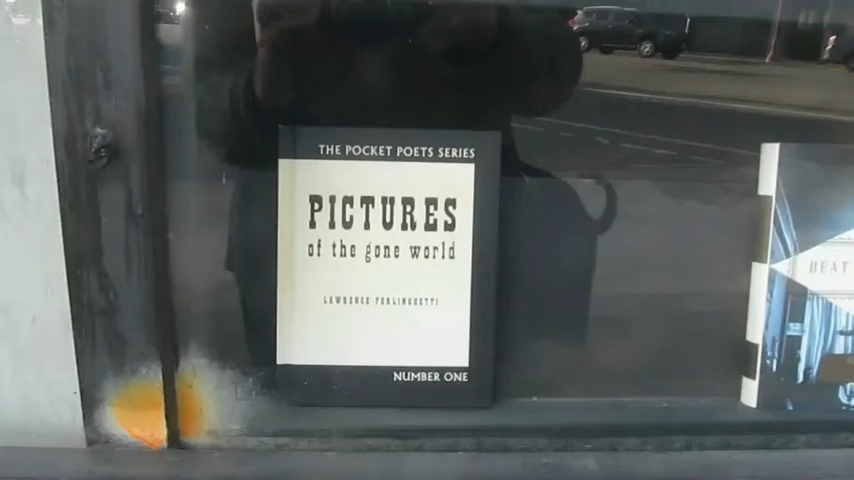 THE POCKET POETS SERIES
PICTURES
of the gone world
LAWRENCE FERLINGHETTI
NUMBER ONE
BEAT